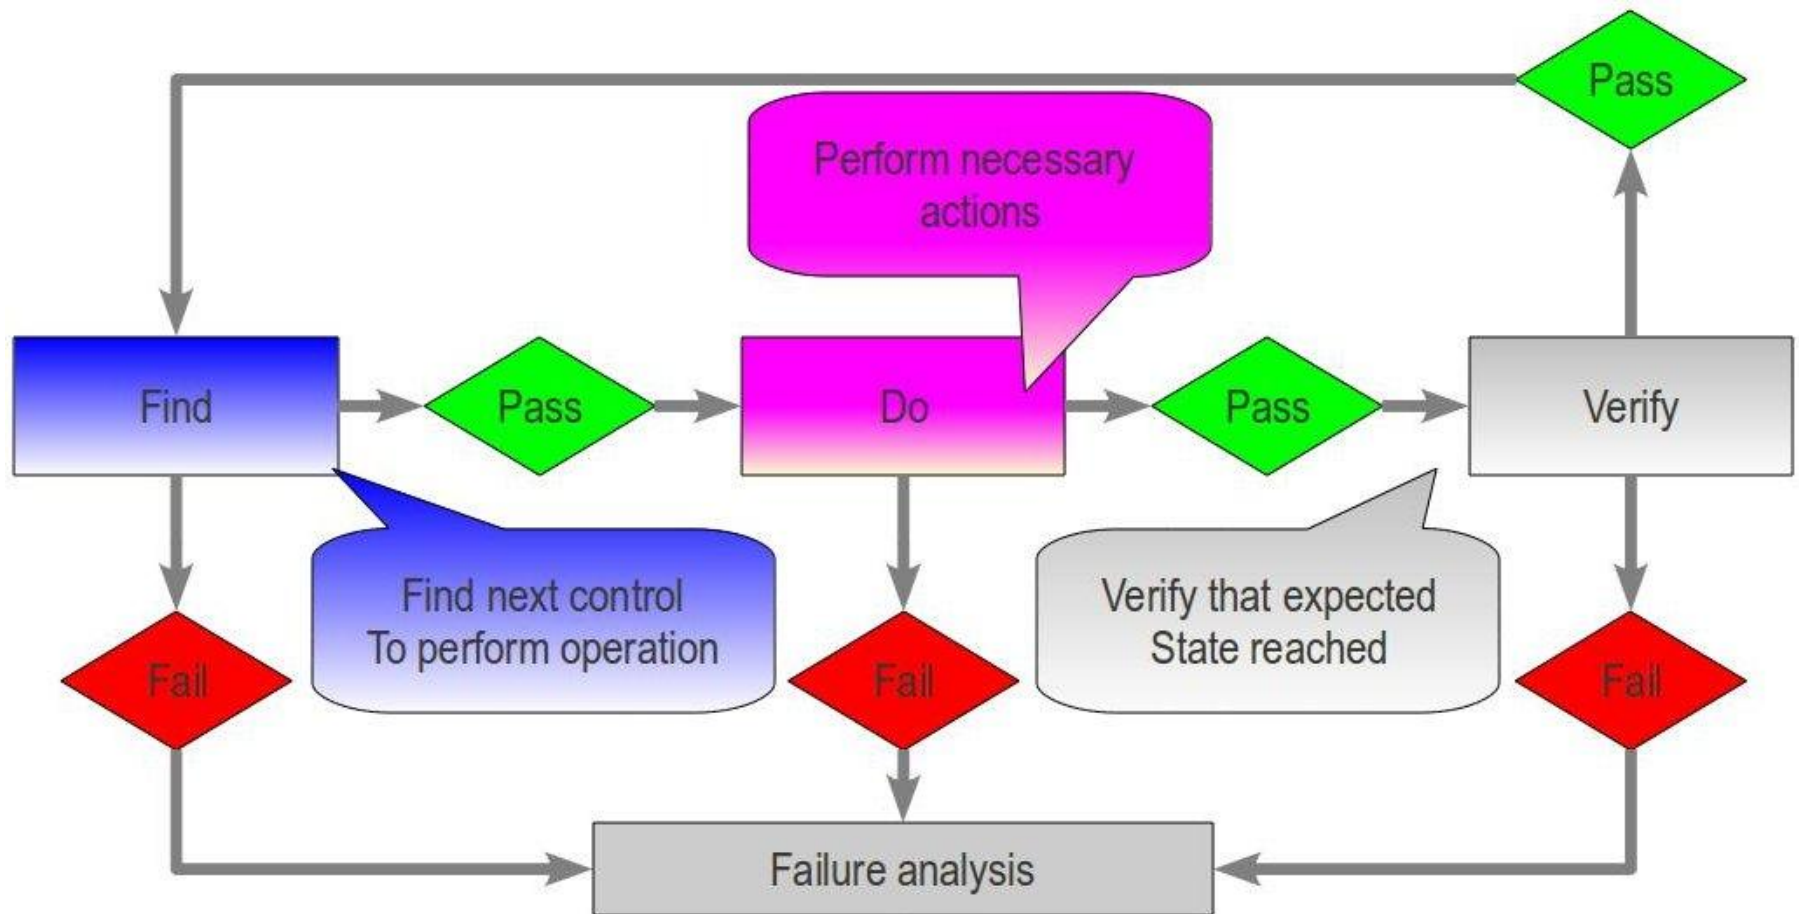 Pass
Perform necessary
actions
Find
Pass
Do
Pass
Verify
Find next control
To perform operation
Verify that expected
State reached
Fail
Fail
Fail
Failure analysis